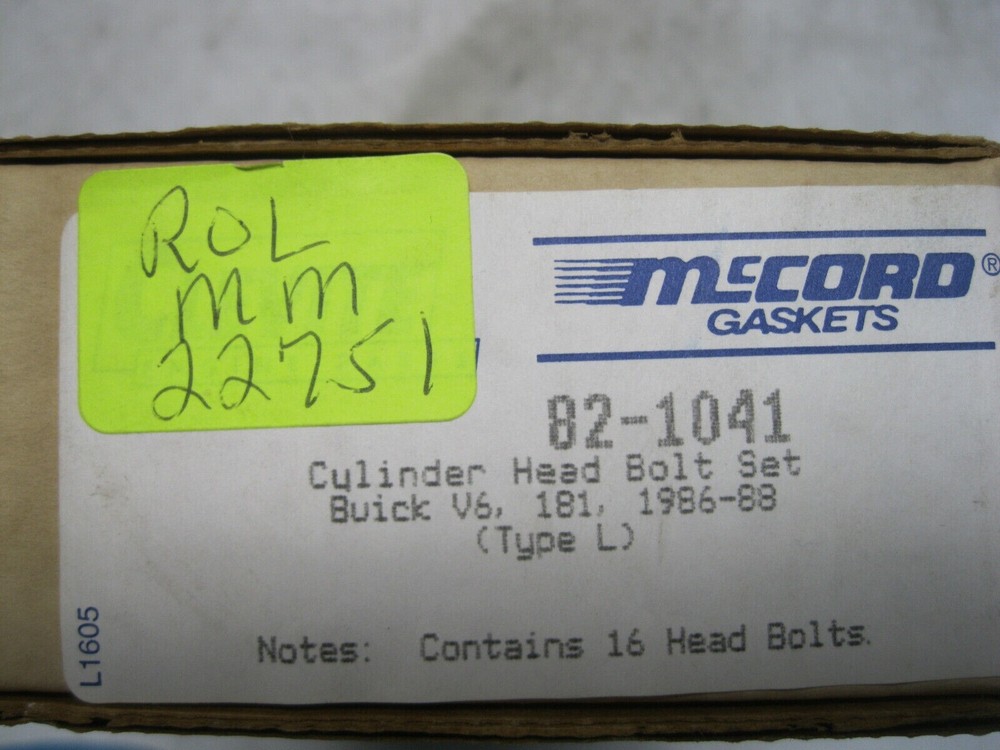 ROL
MM
22751
McCORD®
GASKETS
82-1041
Cylinder Head Bolt Set
Buick V6, 181, 1986-88
(Type L)
Notes: Contains 16 Head Bolts.
L1605